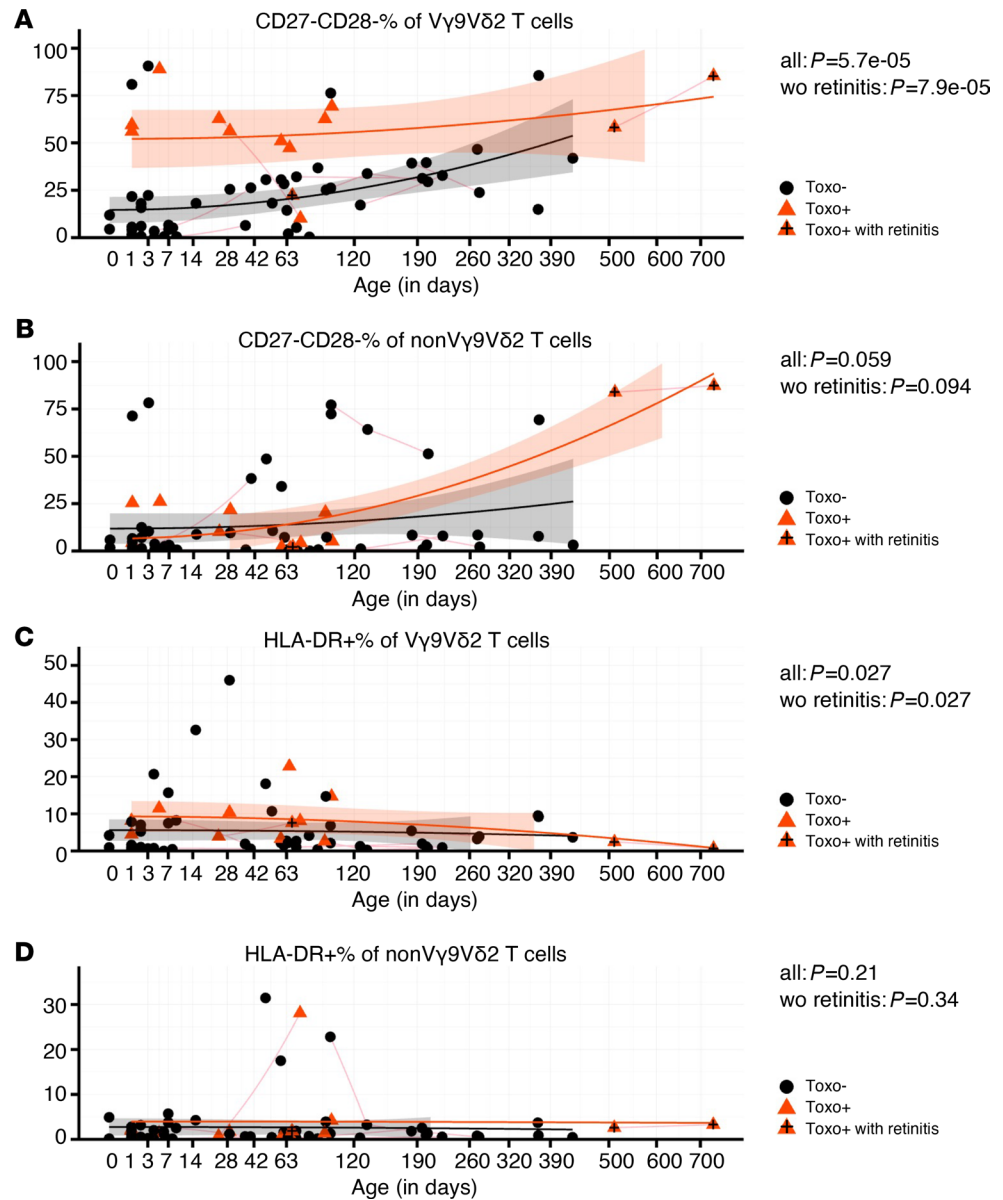 A
CD27-CD28-% of Vγ9Vδ2 T cells
all: P=5.7e-05
wo retinitis: P=7.9e-05
100
75
50
25
0
0 1 3 7 14 28 42 63 120 190 260 320 390 500 600 700
Age (in days)
Toxo-
Toxo+
Toxo+ with retinitis
B
CD27-CD28-% of nonVγ9Vδ2 T cells
all: P=0.059
wo retinitis: P=0.094
100
75
50
25
0
0 1 3 7 14 28 42 63 120 190 260 320 390 500 600 700
Age (in days)
Toxo-
Toxo+
Toxo+ with retinitis
C
HLA-DR+% of Vγ9Vδ2 T cells
all: P=0.027
wo retinitis: P=0.027
50
40
30
20
10
0
0 1 3 7 14 28 42 63 120 190 260 320 390 500 600 700
Age (in days)
Toxo-
Toxo+
Toxo+ with retinitis
D
HLA-DR+% of nonVγ9Vδ2 T cells
all: P=0.21
wo retinitis: P=0.34
30
20
10
0
0 1 3 7 14 28 42 63 120 190 260 320 390 500 600 700
Age (in days)
Toxo-
Toxo+
Toxo+ with retinitis